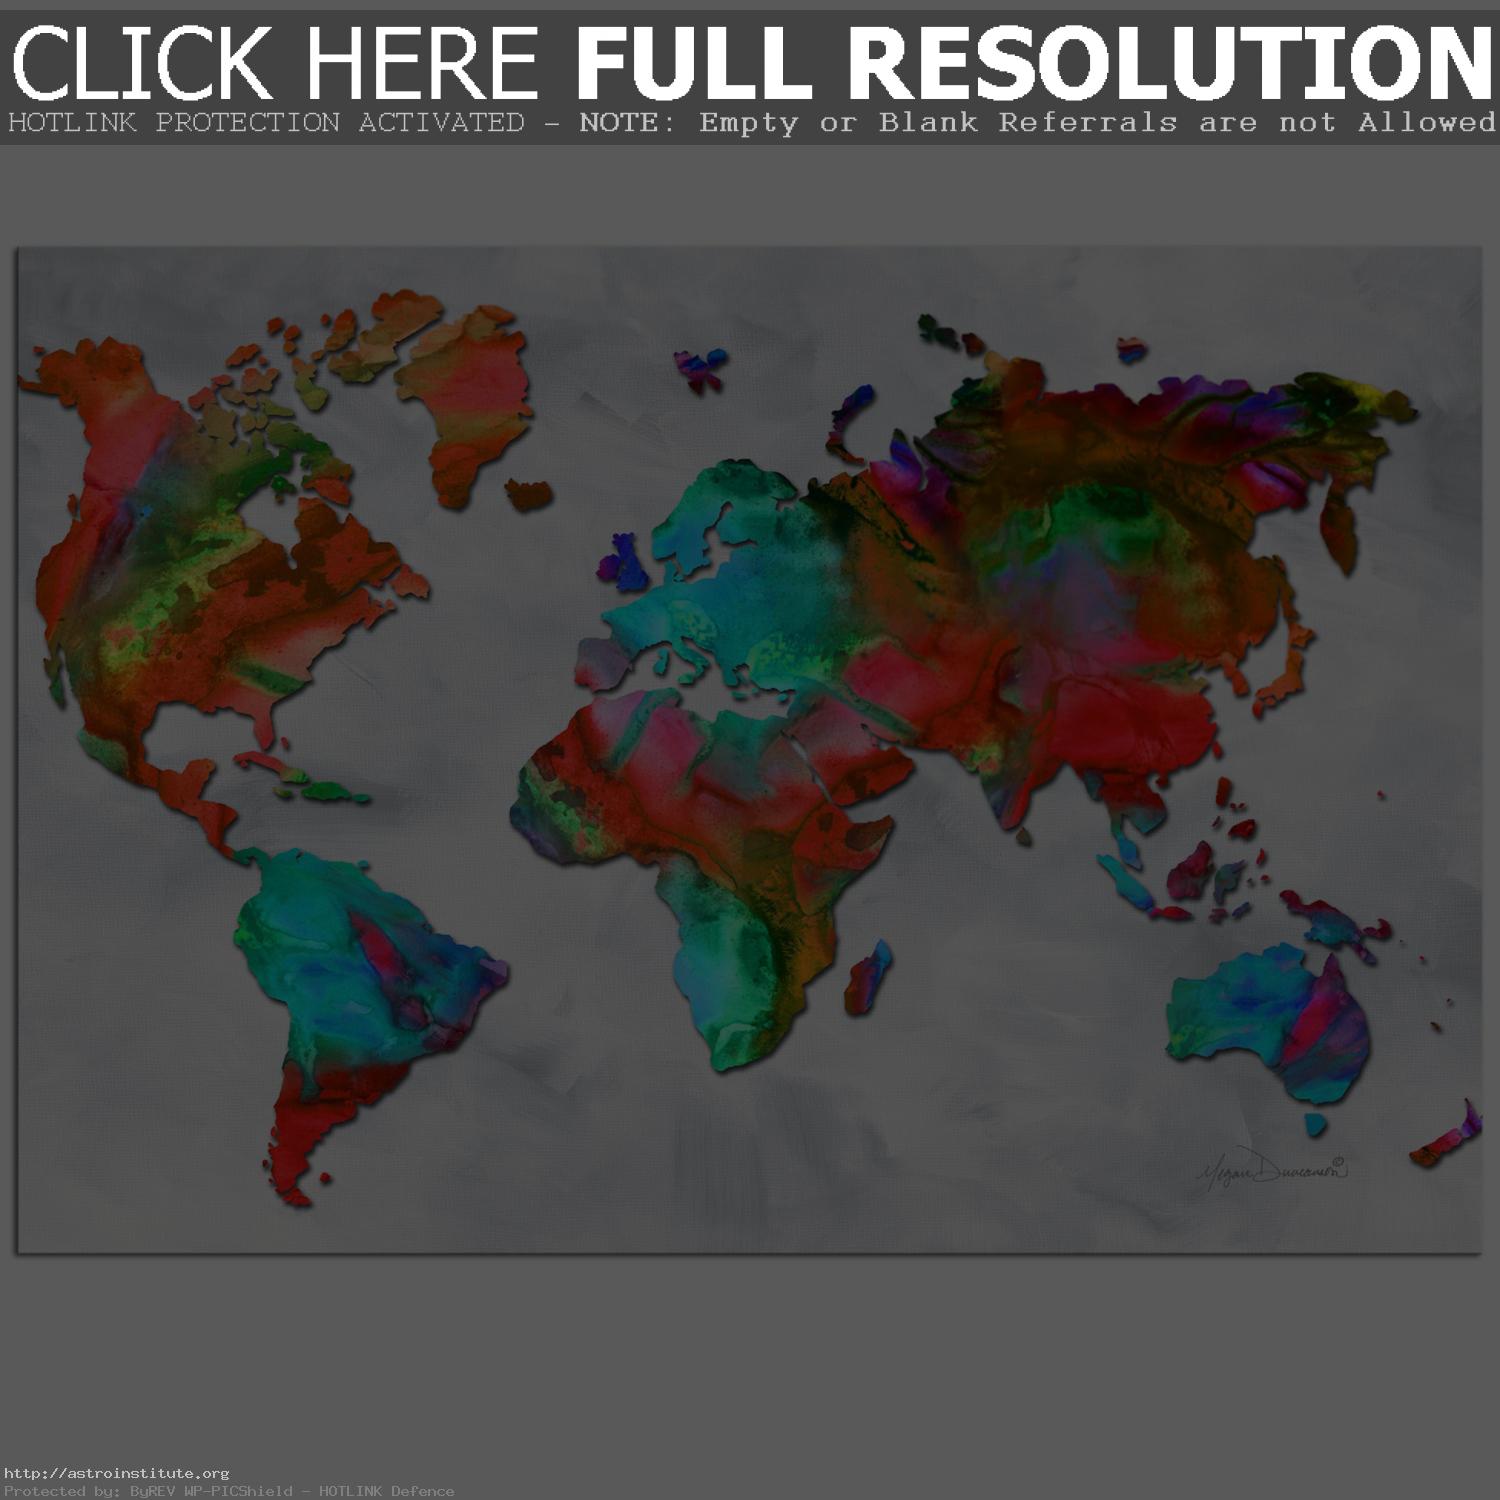 CLICK HERE FULL RESOLUTION
HOTLINK PROTECTION ACTIVATED - NOTE: Empty or Blank Referrals are not Allowed
Megan Duncanson ©
http://astroinstitute.org
Protected by: ByREV WP-PICShield - HOTLINK Defence